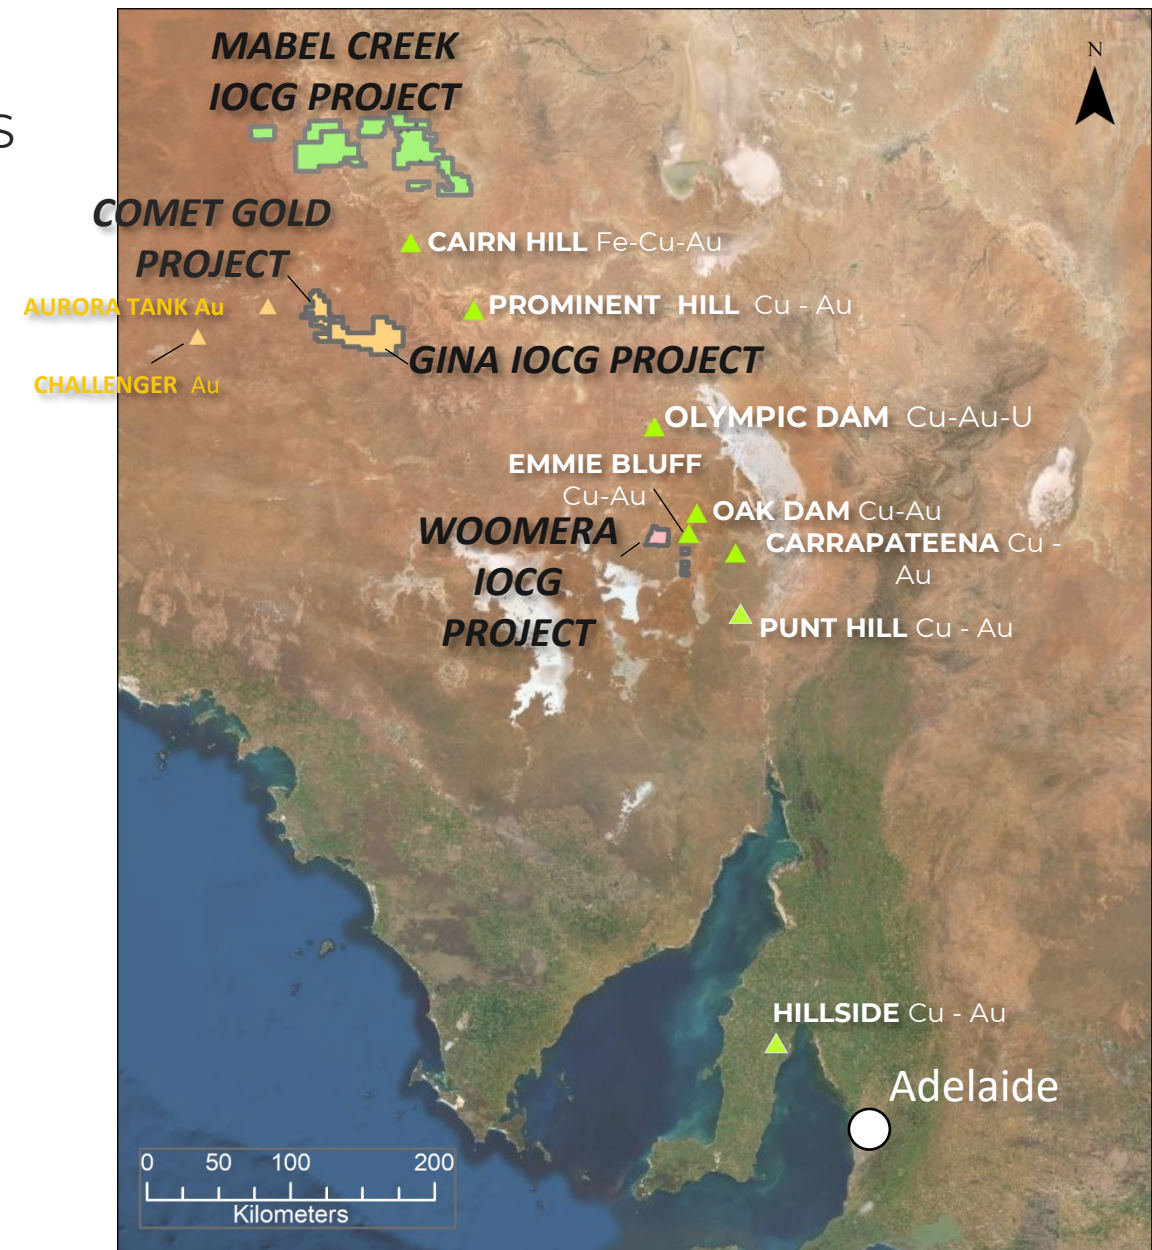 MABEL CREEK
IOCG PROJECT
N
S
COMET GOLD
PROJECT
CAIRN HILL Fe-Cu-Au
AURORA TANK Au
PROMINENT HILL Cu - Au
GINA IOCG PROJECT
CHALLENGER Au
OLYMPIC DAM Cu-Au-U
EMMIE BLUFF
Cu-Au
OAK DAM Cu-Au
WOOMERA
IOCG
PROJECT
CARRAPATEENA Cu -
Au
PUNT HILL Cu - Au
HILLSIDE Cu - Au
Adelaide
0 50 100 200
Kilometers